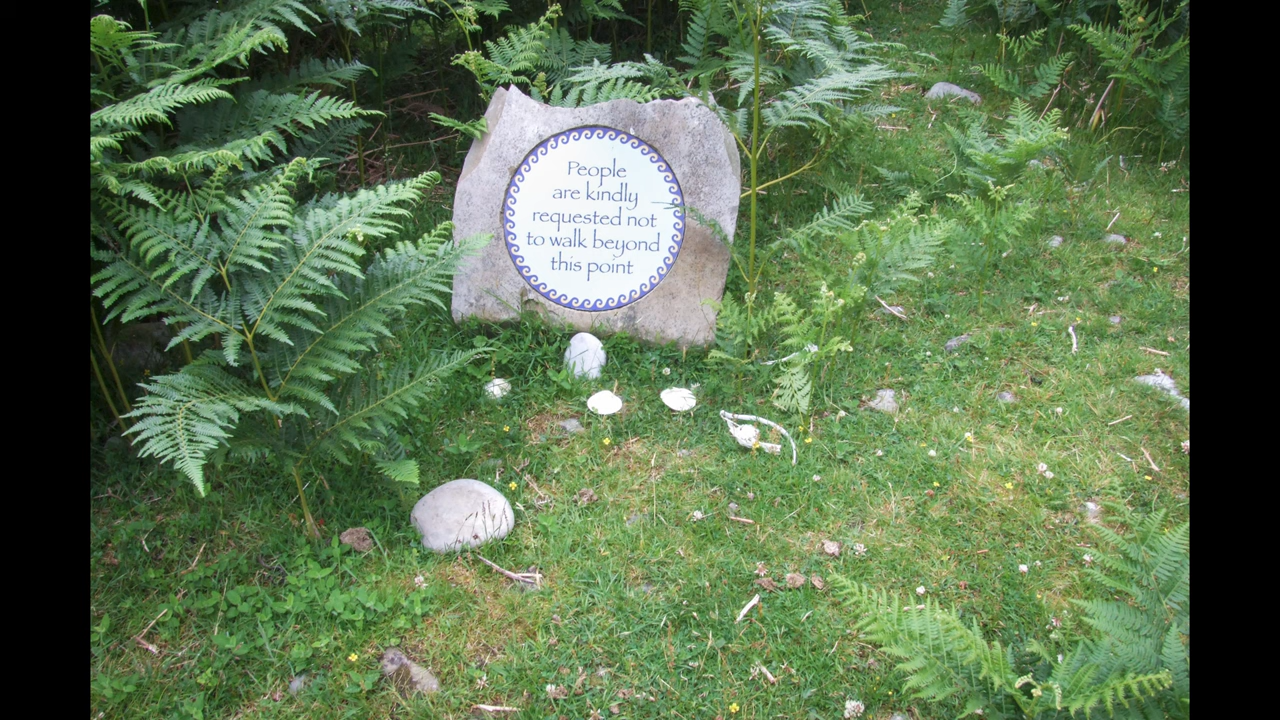 People
are kindly
requested not
to walk beyond
this point